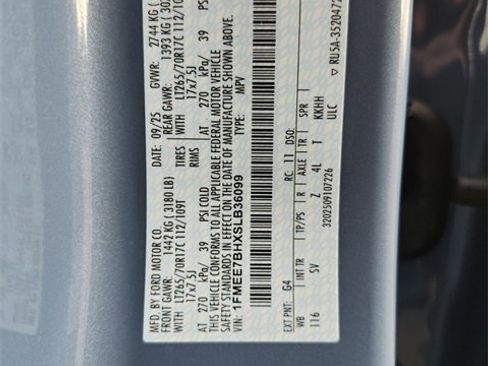 MFD. BY FORD MOTOR CO.
DATE: 09/25 GVWR: 2744 KG (
FRONT GAWR: 1442 KG ( 3180 LB) REAR GAWR: 1393 KG ( 30
WITH LT265/70R17C 112/109T TIRES WITH LT265/70R17C 112/10
17x7.5J RIMS 17x7.5J
AT 270 kPa/ 39 PSI COLD AT 270 kPa/ 39 PS
THIS VEHICLE CONFORMS TO ALL APPLICABLE FEDERAL MOTOR VEHICLE
SAFETY STANDARDS IN EFFECT ON THE DATE OF MANUFACTURE SHOWN ABOVE.
VIN: 1FMEE7BHXSLB36099 TYPE: MPV
EXT PNT: G4 RC: 11 DSO:
WB INT TR TP/PS R AXLE TR SPR
116 SV Z 4L T KKHH
3202509107226 ULC
▽ RU5A-3520472